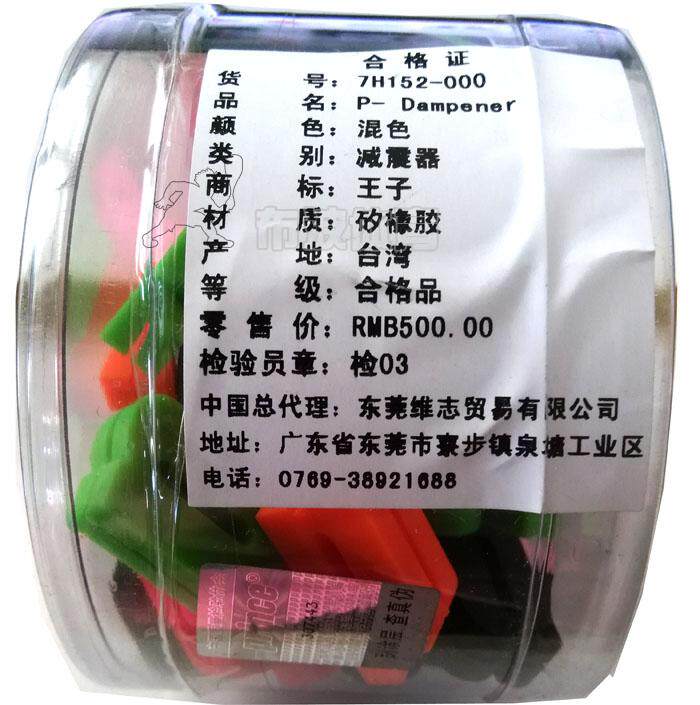 合格证
货号：7H152-000
品名：P- Dampener
颜色：混色
类别：减震器
商标：王子
材质：矽橡胶
产地：台湾
等级：合格品
零售价：RMB500.00
检验员章：检03
中国总代理：东莞维志贸易有限公司
地址：广东省东莞市寮步镇泉塘工业区
电话：0769-38921688